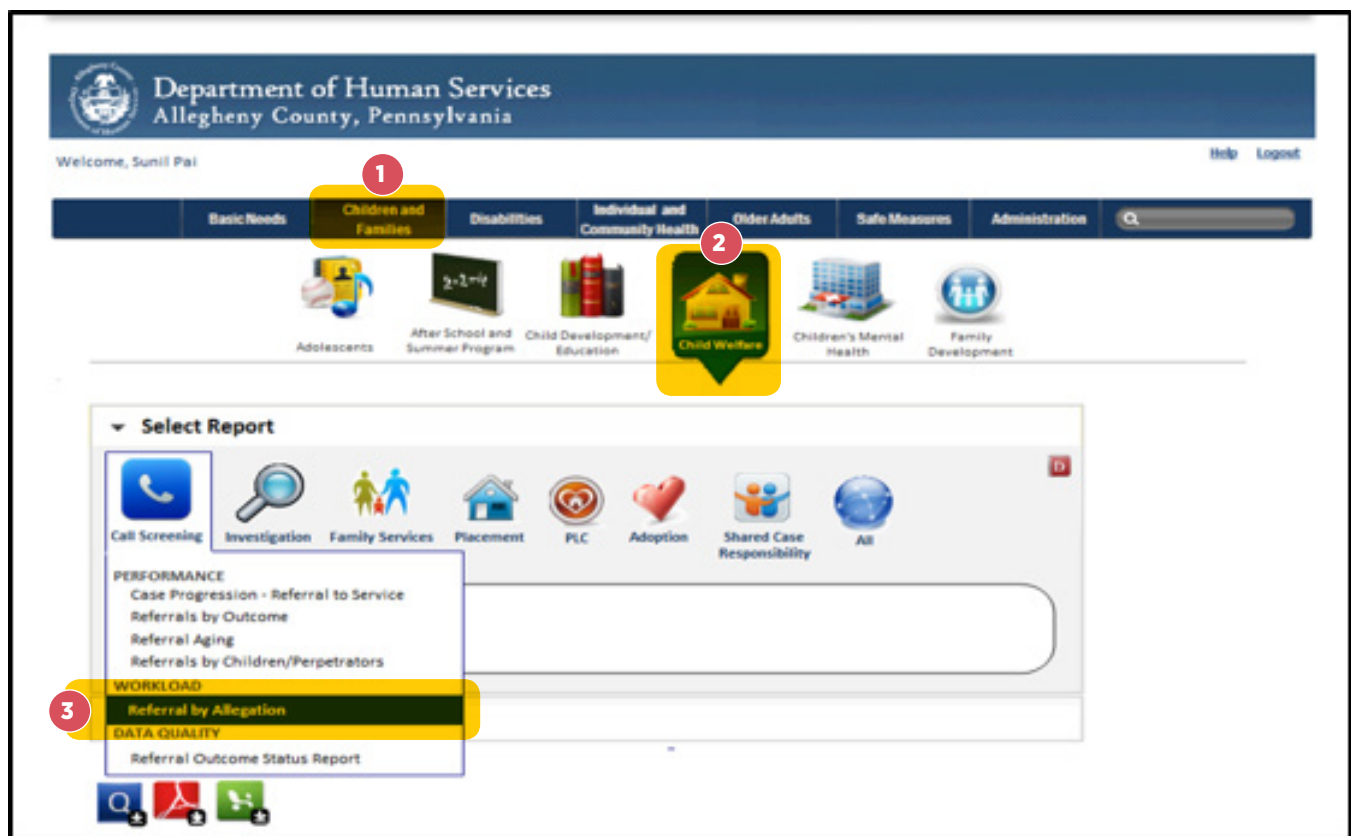 Department of Human Services
Allegheny County, Pennsylvania
Welcome, Sunil Pai
Help Logout
1
Basic Needs
Children and
Families
Disabilities
Individual and
Community Health
Older Adults
Safe Measures
Administration
2
2+2=4
Adolescents
After School and
Summer Program
Child Development/
Education
Child Welfare
Children's Mental
Health
Family
Development
Select Report
D
Call Screening
Investigation
Family Services
Placement
PLC
Adoption
Shared Case
Responsibility
All
PERFORMANCE
Case Progression - Referral to Service
Referrals by Outcome
Referral Aging
Referrals by Children/Perpetrators
WORKLOAD
3
Referral by Allegation
DATA QUALITY
Referral Outcome Status Report